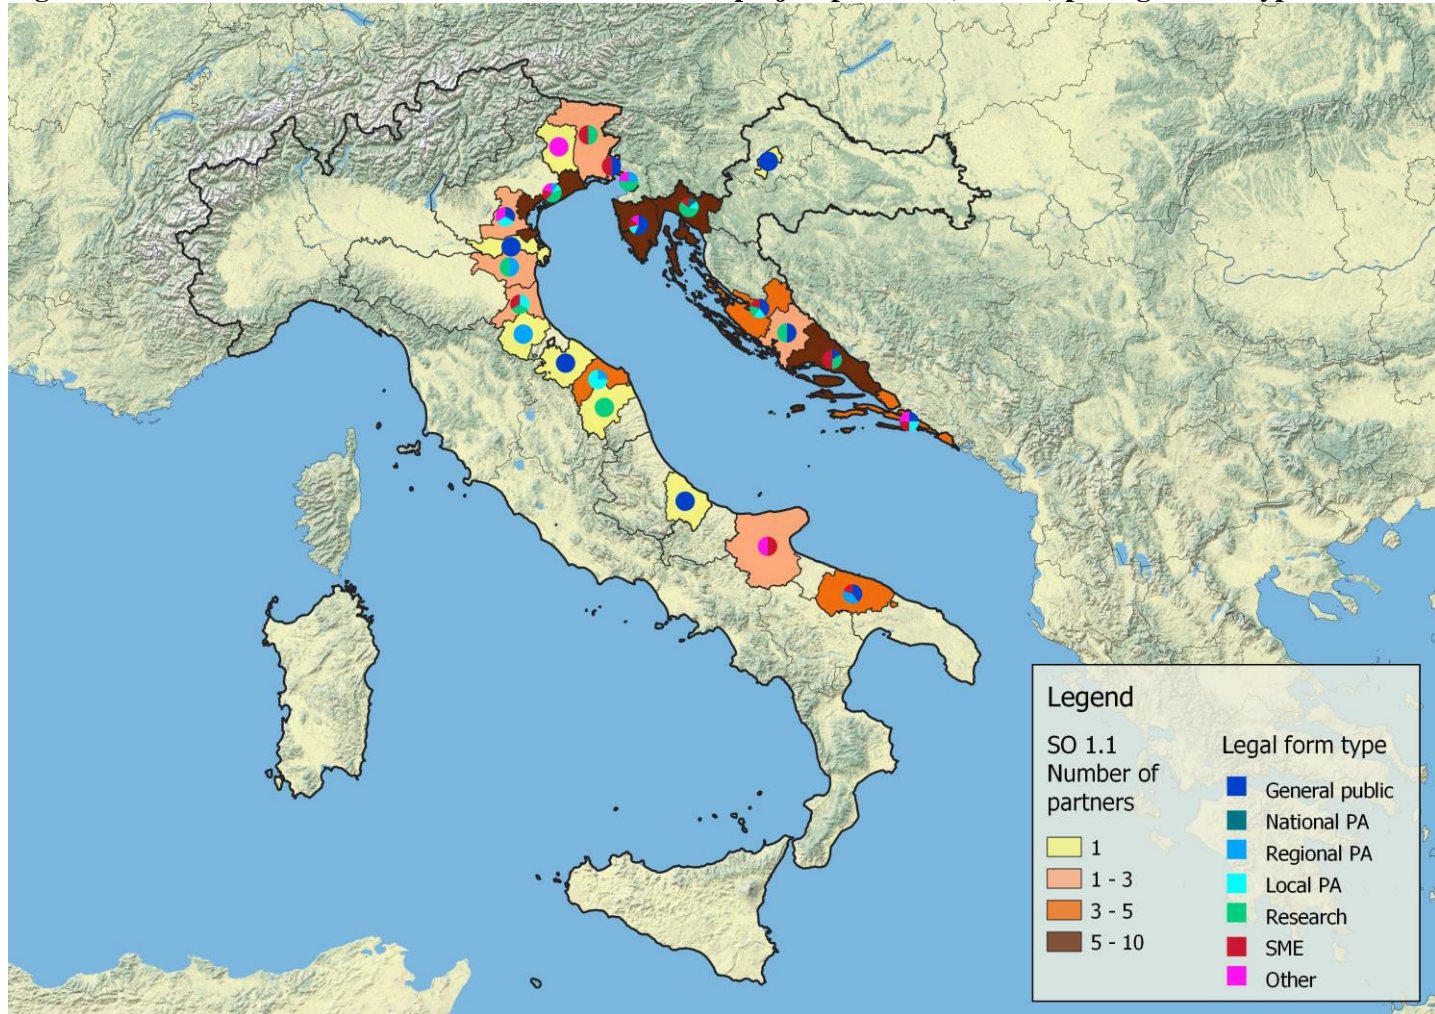 Legend
SO 1.1
Number of
partners
1
1 - 3
3 - 5
5 - 10
Legal form type
General public
National PA
Regional PA
Local PA
Research
SME
Other